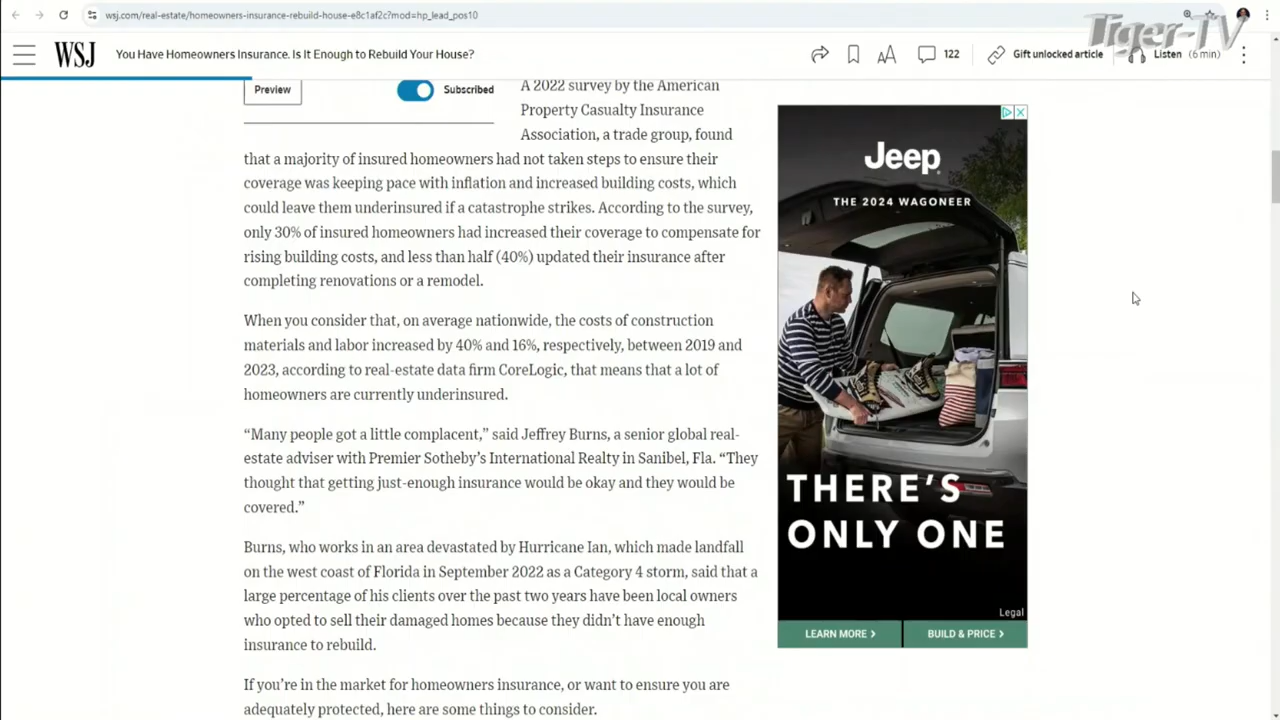 wsj.com/real-estate/homeowners-insurance-rebuild-house-e8c1af2c?mod=hp_lead_pos10
Tiger-TV
WSJ
You Have Homeowners Insurance. Is It Enough to Rebuild Your House?
AA
122
Gift unlocked article
Listen (6 min)
Preview
Subscribed
A 2022 survey by the American
Property Casualty Insurance
Association, a trade group, found
that a majority of insured homeowners had not taken steps to ensure their
coverage was keeping pace with inflation and increased building costs, which
could leave them underinsured if a catastrophe strikes. According to the survey,
only 30% of insured homeowners had increased their coverage to compensate for
rising building costs, and less than half (40%) updated their insurance after
completing renovations or a remodel.
When you consider that, on average nationwide, the costs of construction
materials and labor increased by 40% and 16%, respectively, between 2019 and
2023, according to real-estate data firm CoreLogic, that means that a lot of
homeowners are currently underinsured.
“Many people got a little complacent,” said Jeffrey Burns, a senior global real-
estate adviser with Premier Sotheby’s International Realty in Sanibel, Fla. “They
thought that getting just-enough insurance would be okay and they would be
covered.”
Burns, who works in an area devastated by Hurricane Ian, which made landfall
on the west coast of Florida in September 2022 as a Category 4 storm, said that a
large percentage of his clients over the past two years have been local owners
who opted to sell their damaged homes because they didn’t have enough
insurance to rebuild.
If you’re in the market for homeowners insurance, or want to ensure you are
adequately protected, here are some things to consider.
Jeep
THE 2024 WAGONEER
THERE'S
ONLY ONE
Legal
LEARN MORE >
BUILD & PRICE >